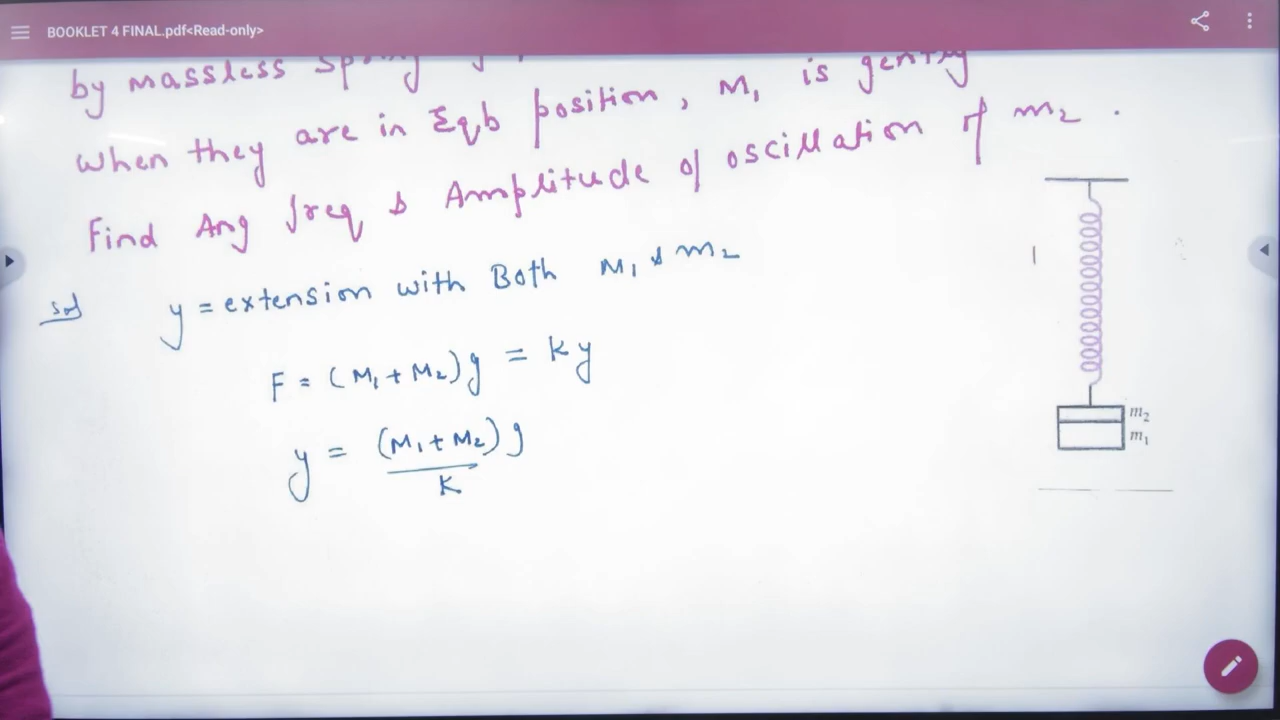 BOOKLET 4 FINAL.pdf<Read-only>
by massless
When they are in Eqb position, M₁ is gently
Find Ang freq & Amplitude of oscillation of m₂.
Sol y = extension with Both M₁ & m₂
F = (M₁ + M₂)g = ky
y = (M₁ + M₂)g / K
m₂
m₁